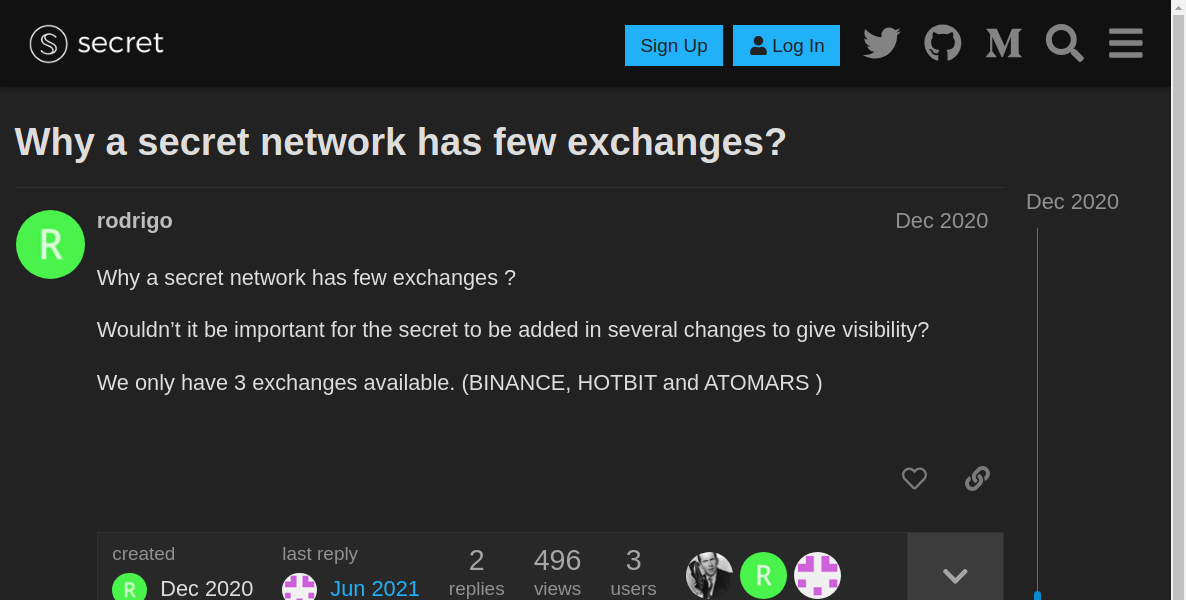 secret
Sign Up
Log In
Why a secret network has few exchanges?
Dec 2020
R
rodrigo
Dec 2020
Why a secret network has few exchanges ?
Wouldn’t it be important for the secret to be added in several changes to give visibility?
We only have 3 exchanges available. (BINANCE, HOTBIT and ATOMARS )
created
R
Dec 2020
last reply
Jun 2021
2
replies
496
views
3
users
R